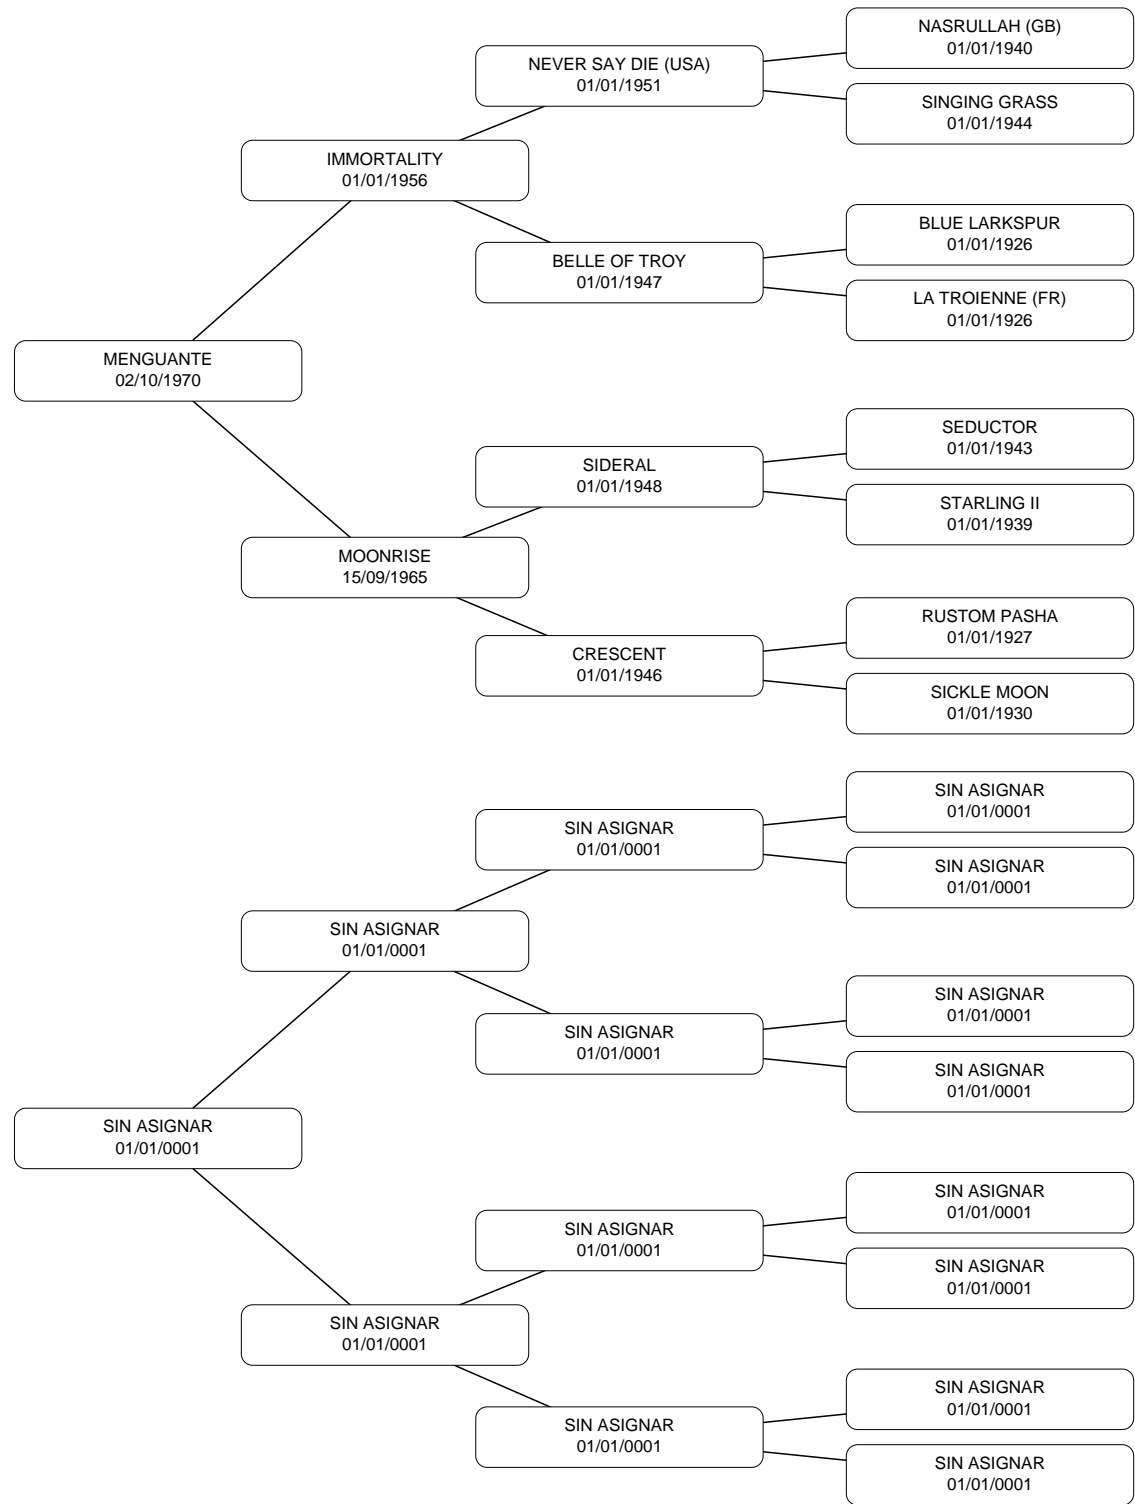 NASRULLAH (GB)
01/01/1940
NEVER SAY DIE (USA)
01/01/1951
SINGING GRASS
01/01/1944
IMMORTALITY
01/01/1956
BLUE LARKSPUR
01/01/1926
BELLE OF TROY
01/01/1947
LA TROIENNE (FR)
01/01/1926
MENGUANTE
02/10/1970
SEDUCTOR
01/01/1943
SIDERAL
01/01/1948
STARLING II
01/01/1939
MOONRISE
15/09/1965
RUSTOM PASHA
01/01/1927
CRESCENT
01/01/1946
SICKLE MOON
01/01/1930
SIN ASIGNAR
01/01/0001
SIN ASIGNAR
01/01/0001
SIN ASIGNAR
01/01/0001
SIN ASIGNAR
01/01/0001
SIN ASIGNAR
01/01/0001
SIN ASIGNAR
01/01/0001
SIN ASIGNAR
01/01/0001
SIN ASIGNAR
01/01/0001
SIN ASIGNAR
01/01/0001
SIN ASIGNAR
01/01/0001
SIN ASIGNAR
01/01/0001
SIN ASIGNAR
01/01/0001
SIN ASIGNAR
01/01/0001
SIN ASIGNAR
01/01/0001
SIN ASIGNAR
01/01/0001